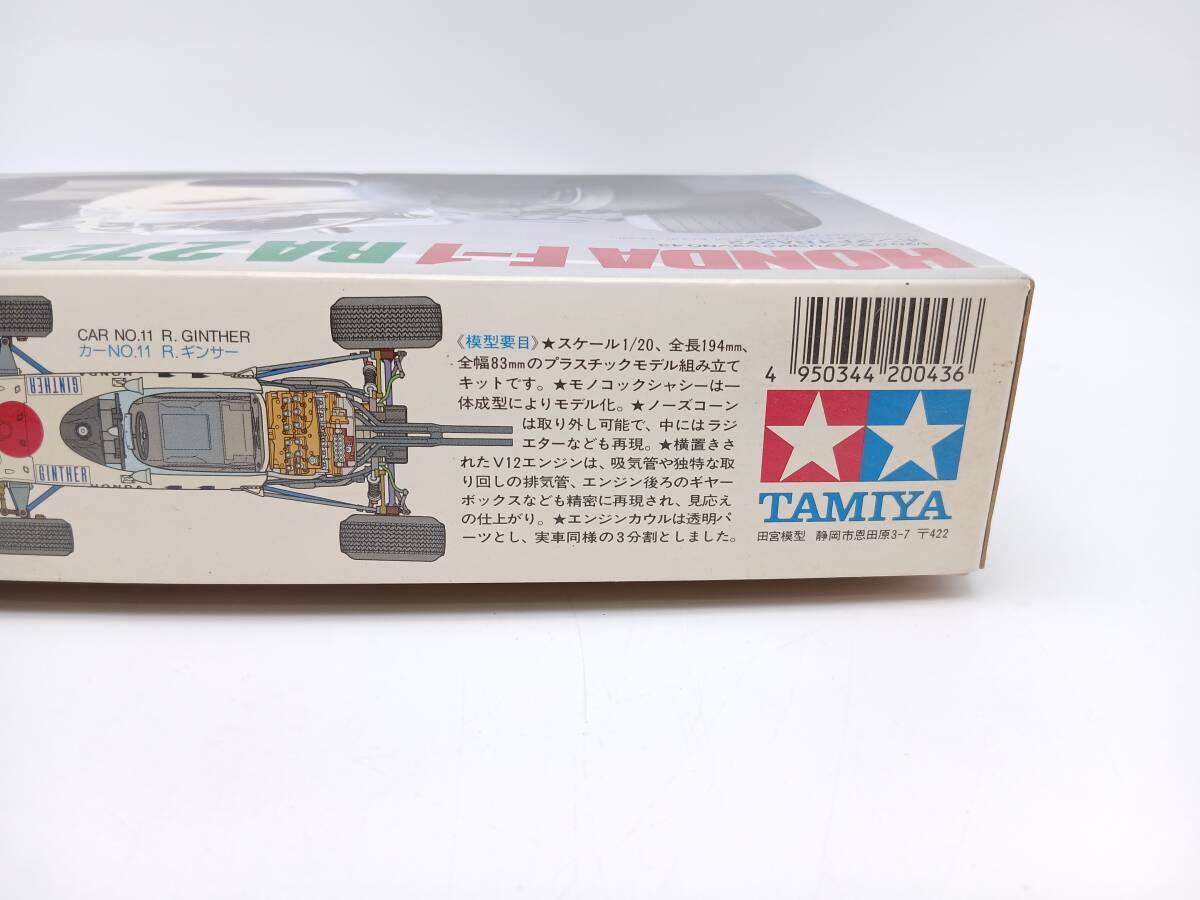 HONDA F-1 RA 272
CAR NO.11 R. GINTHER
カーNO.11 R.ギンサー
GINTHER
HONDA
GINTHER
HONDA
《模型要目》★スケール1/20、全長194mm、
全幅83mmのプラスチックモデル組み立て
キットです。★モノコックシャシーは一
体成型によりモデル化。★ノーズコーン
は取り外し可能で、中にはラジ
エターなども再現。★横置きさ
れたV12エンジンは、吸気管や独特な取
り回しの排気管、エンジン後ろのギヤー
ボックスなども精密に再現され、見応え
の仕上がり。★エンジンカウルは透明パ
ーツとし、実車同様の3分割としました。
4 950344 200436
TAMIYA
田宮模型 静岡市恩田原3-7 〒422